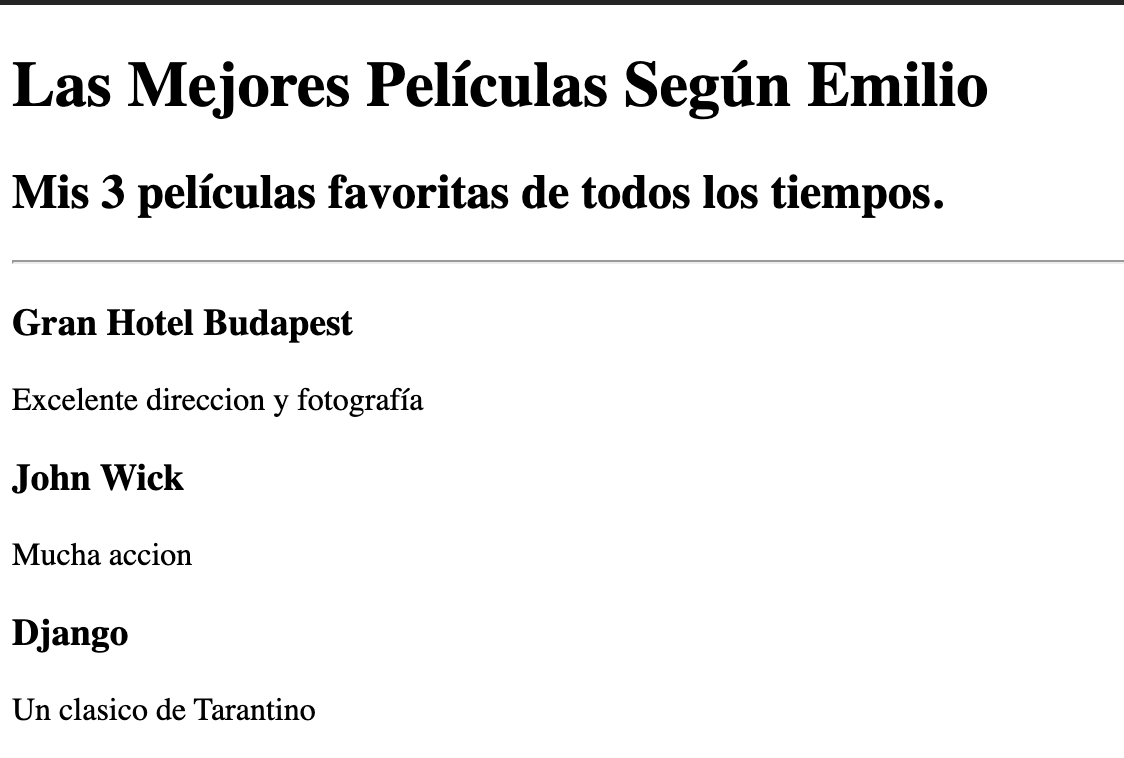 Las Mejores Películas Según Emilio
Mis 3 películas favoritas de todos los tiempos.
Gran Hotel Budapest
Excelente direccion y fotografía
John Wick
Mucha accion
Django
Un clasico de Tarantino